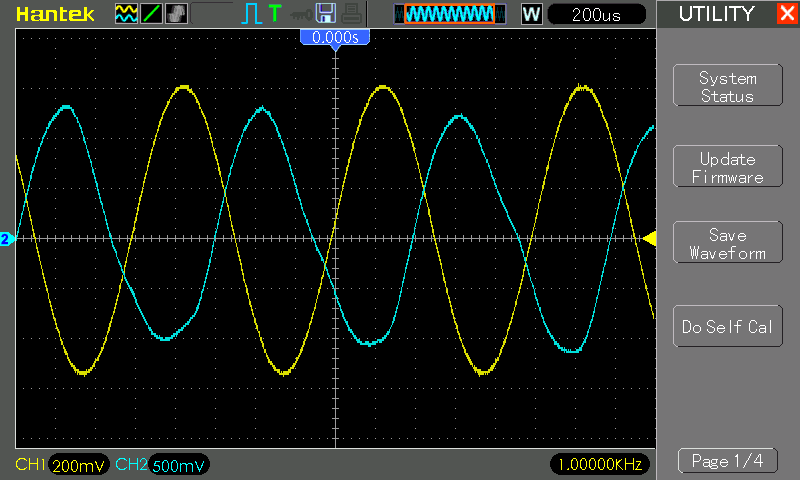 Hantek
T
W
200us
UTILITY
0.000s
System
Status
Update
Firmware
2
Save
Waveform
Do Self Cal
CH1 200mV CH2 500mV
1.00000KHz
Page 1/4